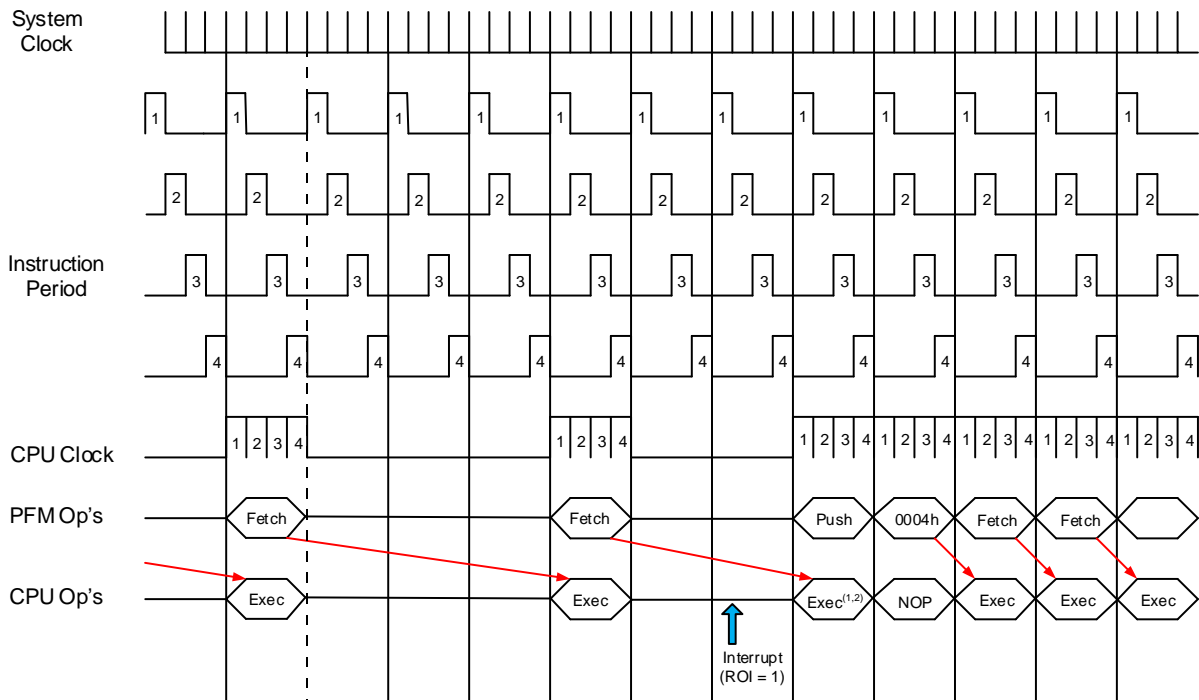 System
Clock
1 1 1 1 1 1 1 1 1 1 1 1 1
2 2 2 2 2 2 2 2 2 2 2 2 2
Instruction
Period
3 3 3 3 3 3 3 3 3 3 3 3 3
4 4 4 4 4 4 4 4 4 4 4 4 4
CPU Clock
1 2 3 4 1 2 3 4 1 2 3 4 1 2 3 4 1 2 3 4 1 2 3 4 1 2 3 4
PFM Op's
Fetch Fetch Push 0004h Fetch Fetch
CPU Op's
Exec Exec Exec(1,2) NOP Exec Exec Exec
Interrupt
(ROI = 1)